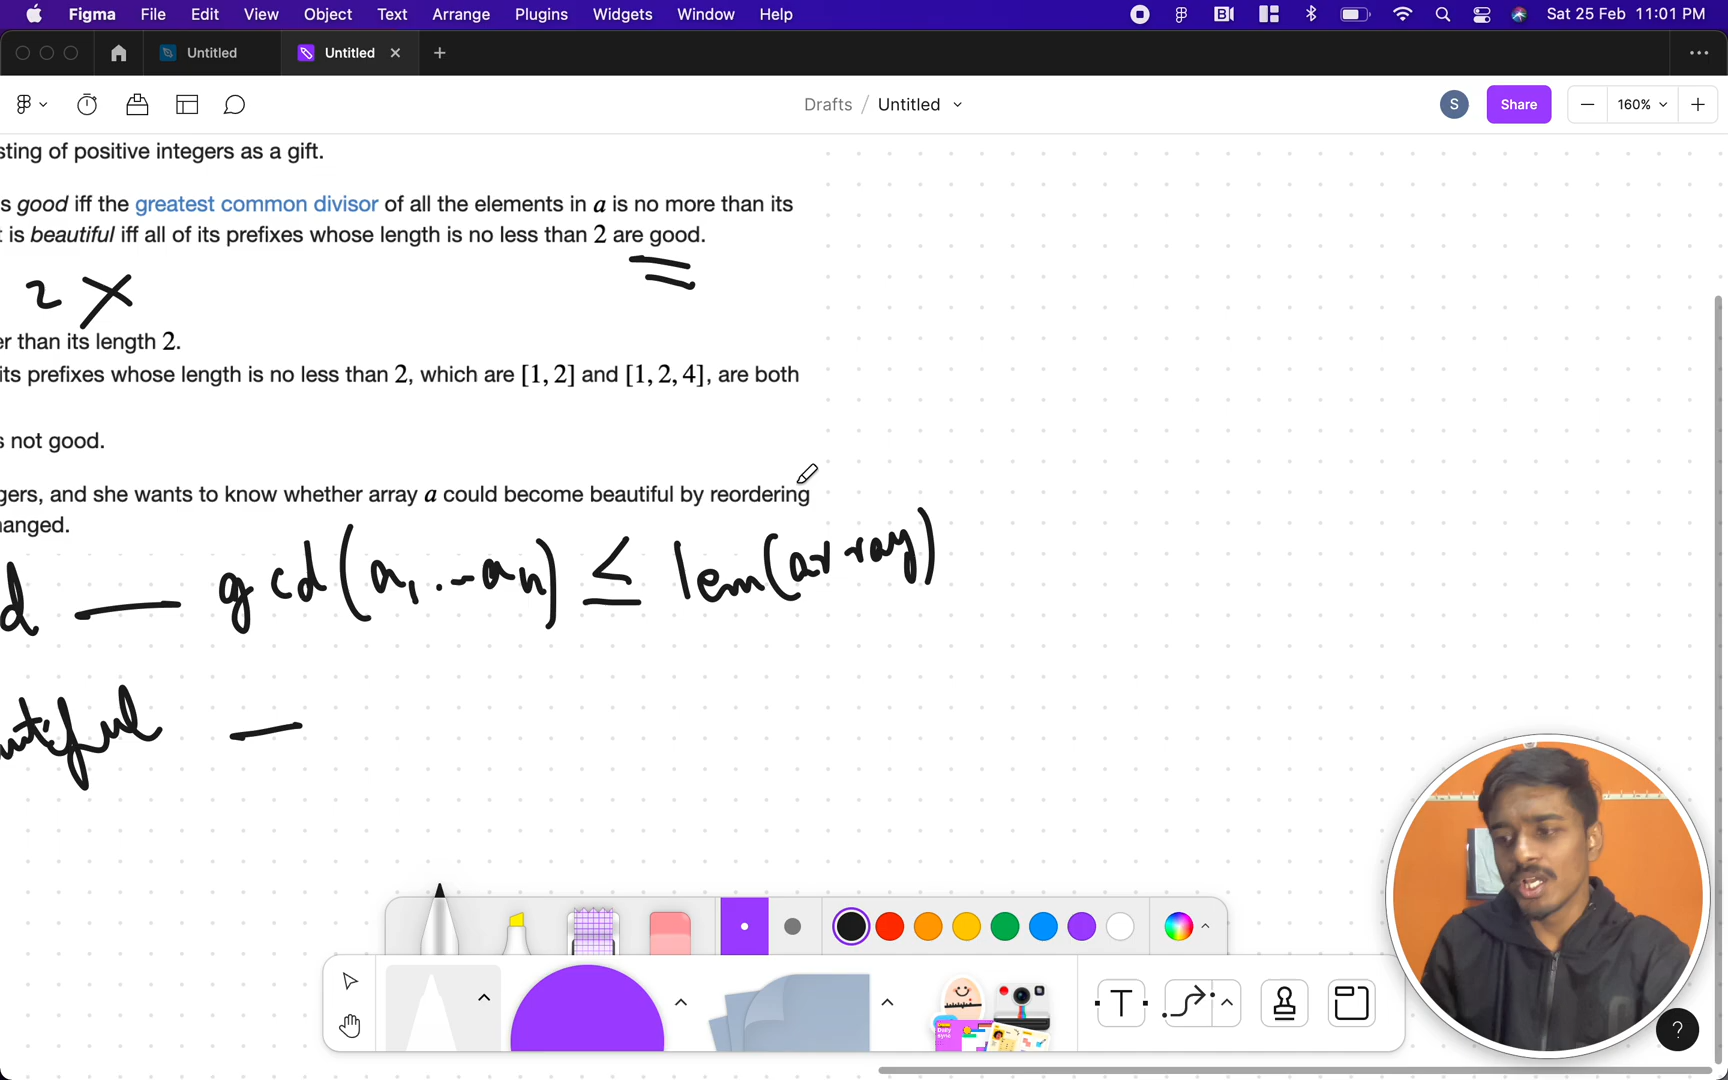 Figma File Edit View Object Text Arrange Plugins Widgets Window Help Sat 25 Feb 11:01 PM
Untitled Untitled
Drafts / Untitled S Share 160%
sting of positive integers as a gift.
s good iff the greatest common divisor of all the elements in a is no more than its
t is beautiful iff all of its prefixes whose length is no less than 2 are good.
2 X
er than its length 2.
its prefixes whose length is no less than 2, which are [1, 2] and [1, 2, 4], are both
s not good.
gers, and she wants to know whether array a could become beautiful by reordering
hanged.
d — gcd(a1, .. an) ≤ len(array)
utiful —
T
?